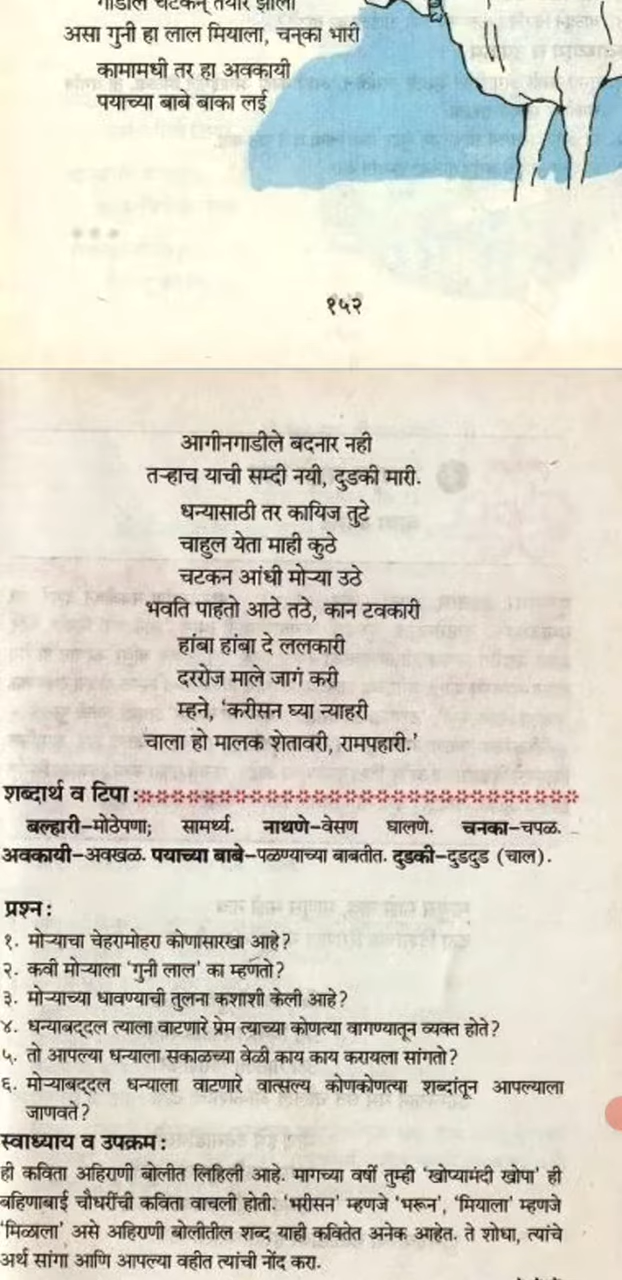 गाडीले चटकन् तयार झाला
असा गुनी हा लाल मियाला, चन्का भारी
कामामधी तर हा अवकायी
पयाच्या बाबे बाका लई
१५२
आगीनगाडीले बदनार नही
तऱ्हाच याची सम्दी नयी, दुडकी मारी.
धन्यासाठी तर कायिज तुटे
चाहुल येता माही कुठे
चटकन आंधी मोऱ्या उठे
भवति पाहतो आठे तठे, कान टवकारी
हांबा हांबा दे ललकारी
दररोज माले जागं करी
म्हने, 'करीसन घ्या न्याहरी
चाला हो मालक शेतावरी, रामपहारी.'
शब्दार्थ व टिपा :
बल्हारी–मोठेपणा; सामर्थ्य. नाथणे–वेसण घालणे. चनका–चपळ.
अवकायी–अवखळ. पयाच्या बाबे–पळण्याच्या बाबतीत. दुडकी–दुडदुड (चाल).
प्रश्न :
१. मोऱ्याचा चेहरामोहरा कोणासारखा आहे?
२. कवी मोऱ्याला 'गुनी लाल' का म्हणतो?
३. मोऱ्याच्या धावण्याची तुलना कशाशी केली आहे?
४. धन्याबद्दल त्याला वाटणारे प्रेम त्याच्या कोणत्या वागण्यातून व्यक्त होते?
५. तो आपल्या धन्याला सकाळच्या वेळी काय काय करायला सांगतो?
६. मोऱ्याबद्दल धन्याला वाटणारे वात्सल्य कोणकोणत्या शब्दांतून आपल्याला
जाणवते?
स्वाध्याय व उपक्रम :
ही कविता अहिराणी बोलीत लिहिली आहे. मागच्या वर्षी तुम्ही 'खोप्यामंदी खोपा' ही
बहिणाबाई चौधरींची कविता वाचली होती. 'भरीसन' म्हणजे 'भरून', 'मियाला' म्हणजे
'मिळाला' असे अहिराणी बोलीतील शब्द याही कवितेत अनेक आहेत. ते शोधा, त्यांचे
अर्थ सांगा आणि आपल्या वहीत त्यांची नोंद करा.